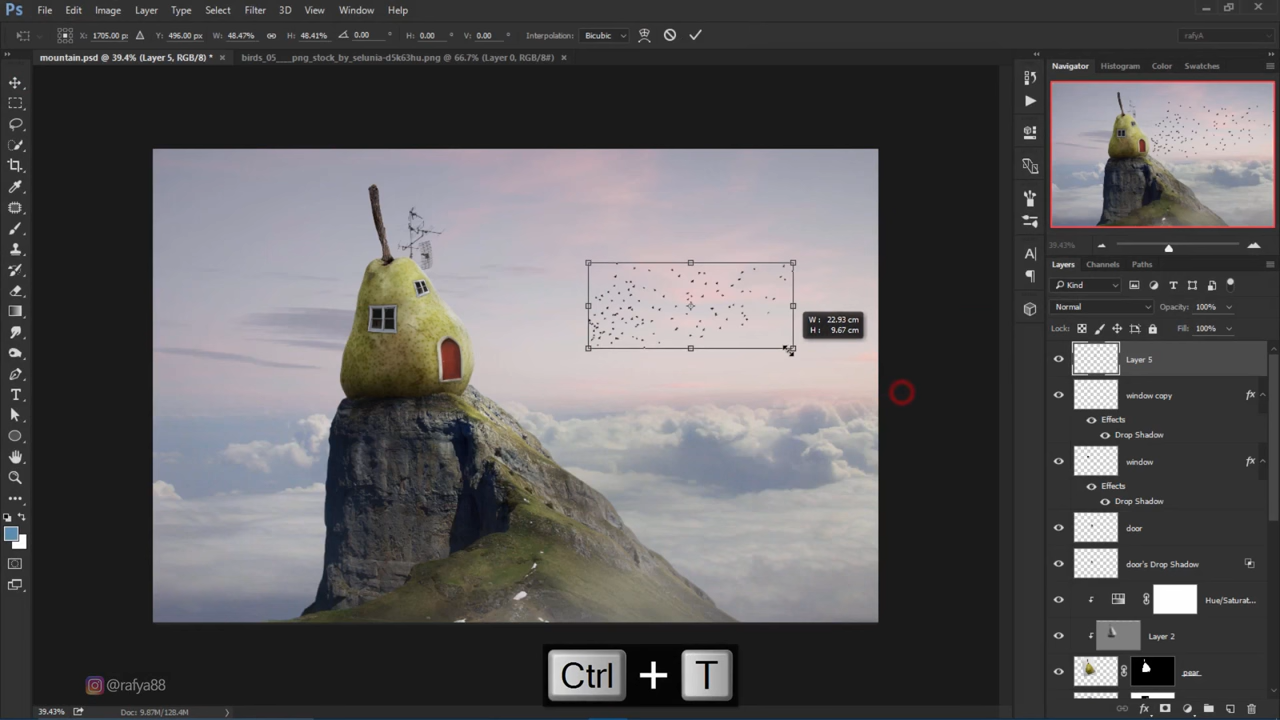 Ps File Edit Image Layer Type Select Filter 3D View Window Help
X: 1705.00 px Y: 496.00 px W: 48.47% H: 48.41% 0.00 ° H: 0.00 ° V: 0.00 ° Interpolation: Bicubic rafyA
mountain.psd @ 39.4% (Layer 5, RGB/8) * × birds_05___png_stock_by_selunia-d5k63hu.png @ 66.7% (Layer 0, RGB/8#) ×
Navigator Histogram Color Swatches
39.43%
Layers Channels Paths
Kind
Normal Opacity: 100%
Lock: Fill: 100%
W : 22.93 cm
H : 9.67 cm
Layer 5
window copy fx
Effects
Drop Shadow
window fx
Effects
Drop Shadow
door
door's Drop Shadow
Hue/Saturat...
Layer 2
pear
Ctrl + T
@rafya88
39.43% Doc: 9.87M/128.4M
fx